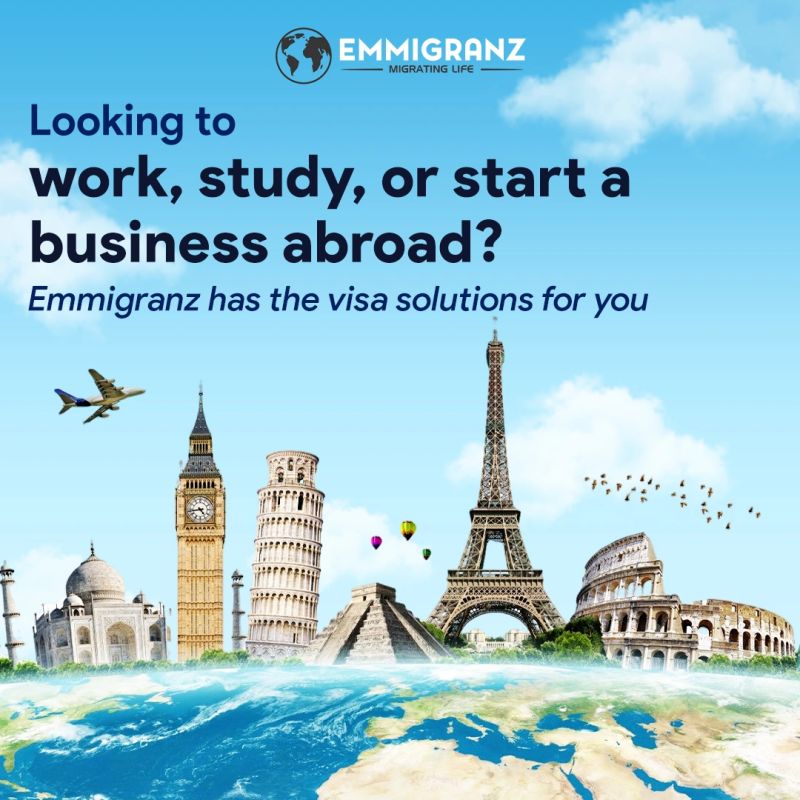 EMMIGRANZ
MIGRATING LIFE
Looking to
work, study, or start a
business abroad?
Emmigranz has the visa solutions for you